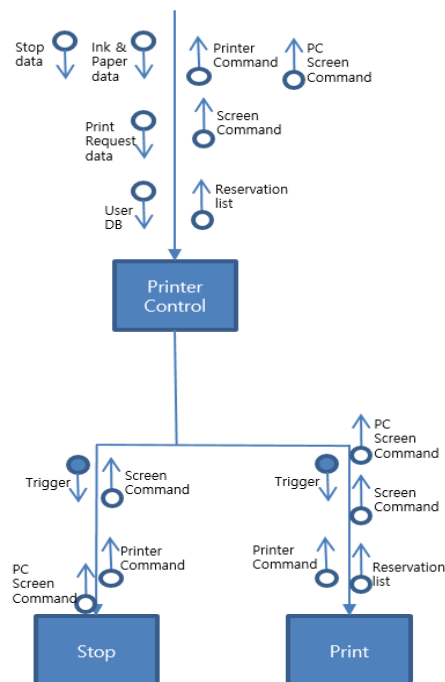 Stop
data
Ink &
Paper
data
Printer
Command
PC
Screen
Command
Print
Request
data
Screen
Command
User
DB
Reservation
list
Printer
Control
Trigger
Screen
Command
PC
Screen
Command
Printer
Command
Stop
PC
Screen
Command
Trigger
Screen
Command
Printer
Command
Reservation
list
Print